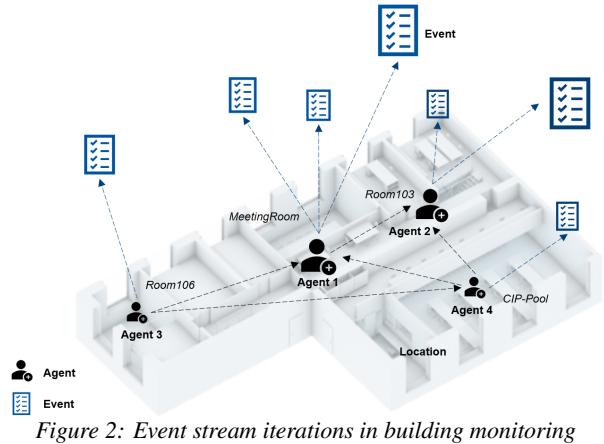 Event
Room103
MeetingRoom
Agent 2
Room106
Agent 1
CIP-Pool
Agent 4
Agent 3
Location
Agent
Event
Figure 2: Event stream iterations in building monitoring